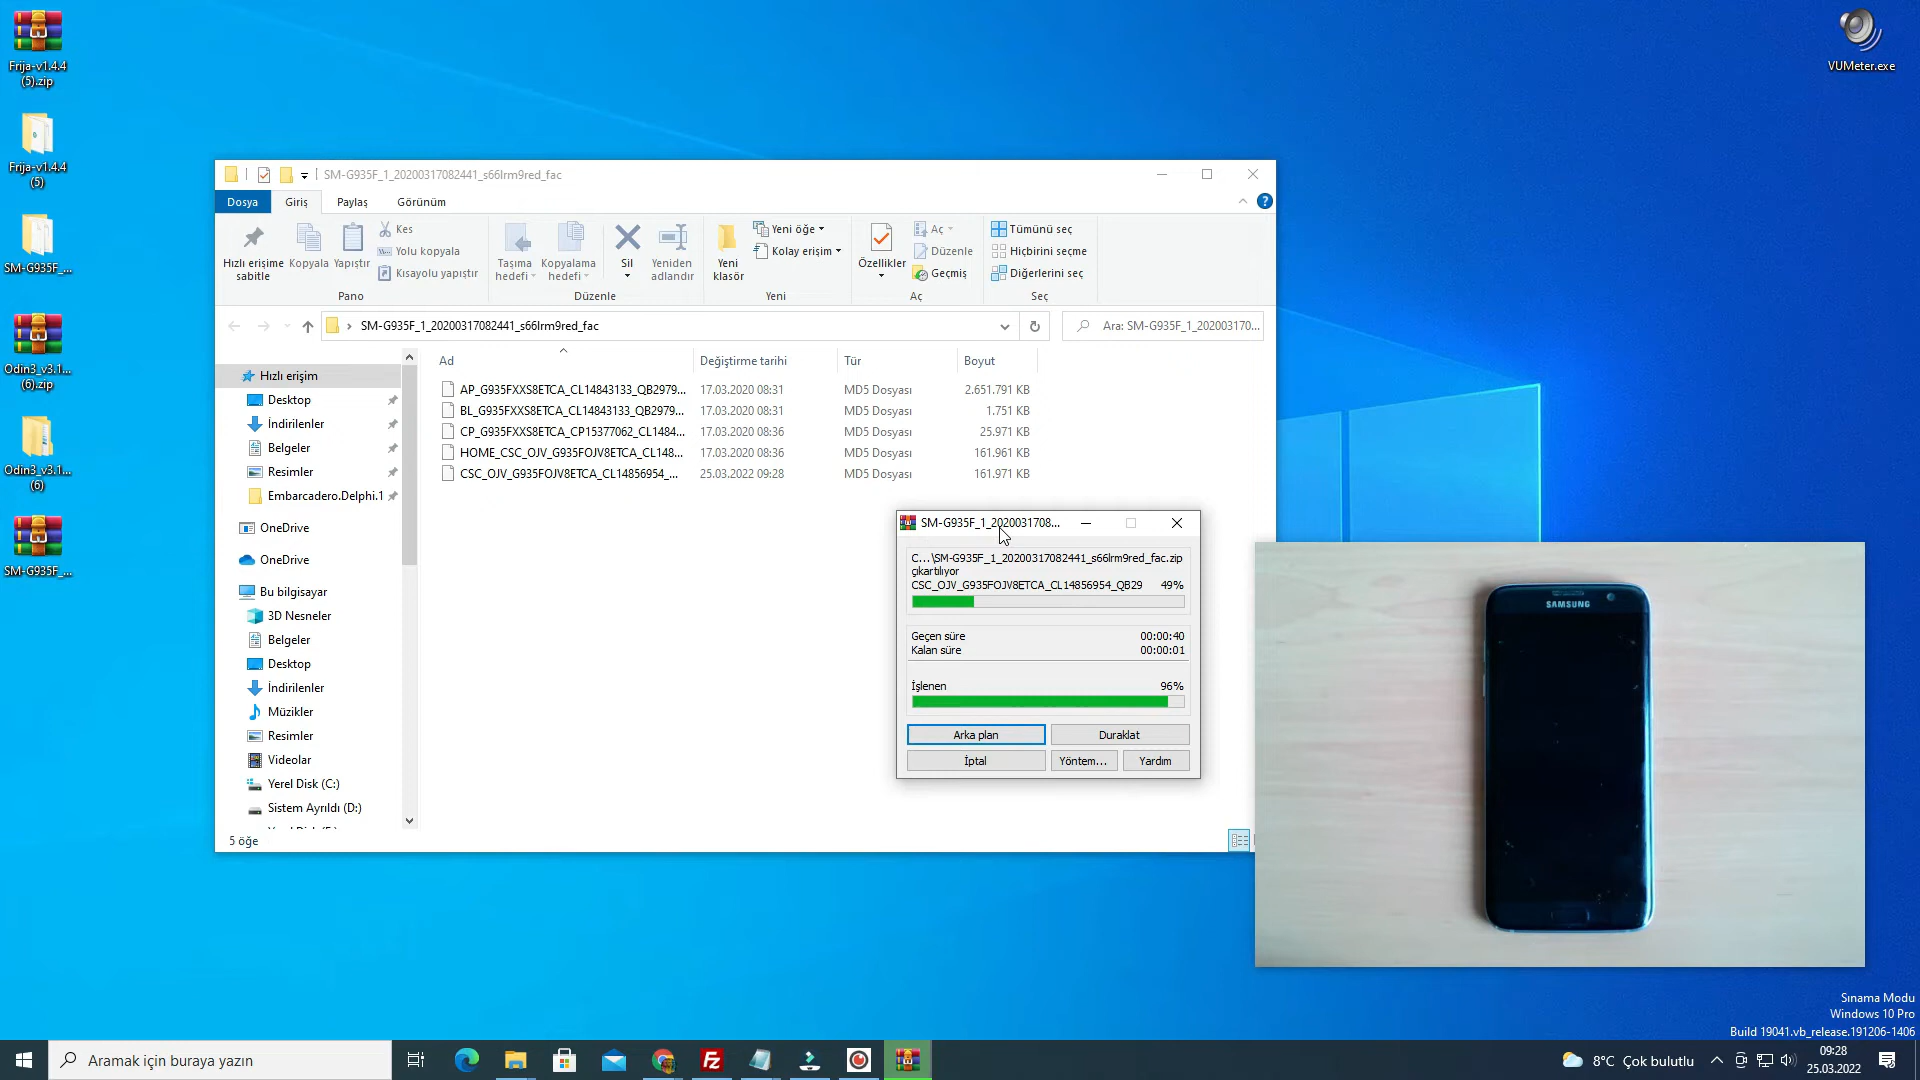 Frija-v1.4.4
(5).zip
Frija-v1.4.4
(5)
SM-G935F_...
Odin3_v3.1...
(6).zip
Odin3_v3.1...
(6)
SM-G935F_...
VUMeter.exe
SM-G935F_1_20200317082441_s66lrm9red_fac
Dosya
Giriş
Paylaş
Görünüm
Hızlı erişime
sabitle
Kopyala
Yapıştır
Kes
Yolu kopyala
Kısayolu yapıştır
Pano
Taşıma
hedefi
Kopyalama
hedefi
Sil
Yeniden
adlandır
Düzenle
Yeni
klasör
Yeni öğe
Kolay erişim
Yeni
Özellikler
Aç
Düzenle
Geçmiş
Aç
Tümünü seç
Hiçbirini seçme
Diğerlerini seç
Seç
SM-G935F_1_20200317082441_s66lrm9red_fac
Ara: SM-G935F_1_202003170...
Ad
Değiştirme tarihi
Tür
Boyut
AP_G935FXXS8ETCA_CL14843133_QB2979... 17.03.2020 08:31 MD5 Dosyası 2.651.791 KB
BL_G935FXXS8ETCA_CL14843133_QB2979... 17.03.2020 08:31 MD5 Dosyası 1.751 KB
CP_G935FXXS8ETCA_CP15377062_CL1484... 17.03.2020 08:36 MD5 Dosyası 25.971 KB
HOME_CSC_OJV_G935FOJV8ETCA_CL148... 17.03.2020 08:36 MD5 Dosyası 161.961 KB
CSC_OJV_G935FOJV8ETCA_CL14856954_... 25.03.2022 09:28 MD5 Dosyası 161.971 KB
Hızlı erişim
Desktop
İndirilenler
Belgeler
Resimler
Embarcadero.Delphi.1
OneDrive
OneDrive
Bu bilgisayar
3D Nesneler
Belgeler
Desktop
İndirilenler
Müzikler
Resimler
Videolar
Yerel Disk (C:)
Sistem Ayrıldı (D:)
5 öğe
SM-G935F_1_2020031708...
C...\SM-G935F_1_20200317082441_s66lrm9red_fac.zip
çıkartılıyor
CSC_OJV_G935FOJV8ETCA_CL14856954_QB29 49%
Geçen süre 00:00:40
Kalan süre 00:00:01
İşlenen 96%
Arka plan
Duraklat
İptal
Yöntem...
Yardım
SAMSUNG
Sınama Modu
Windows 10 Pro
Build 19041.vb_release.191206-1406
Aramak için buraya yazın
8°C Çok bulutlu
09:28
25.03.2022